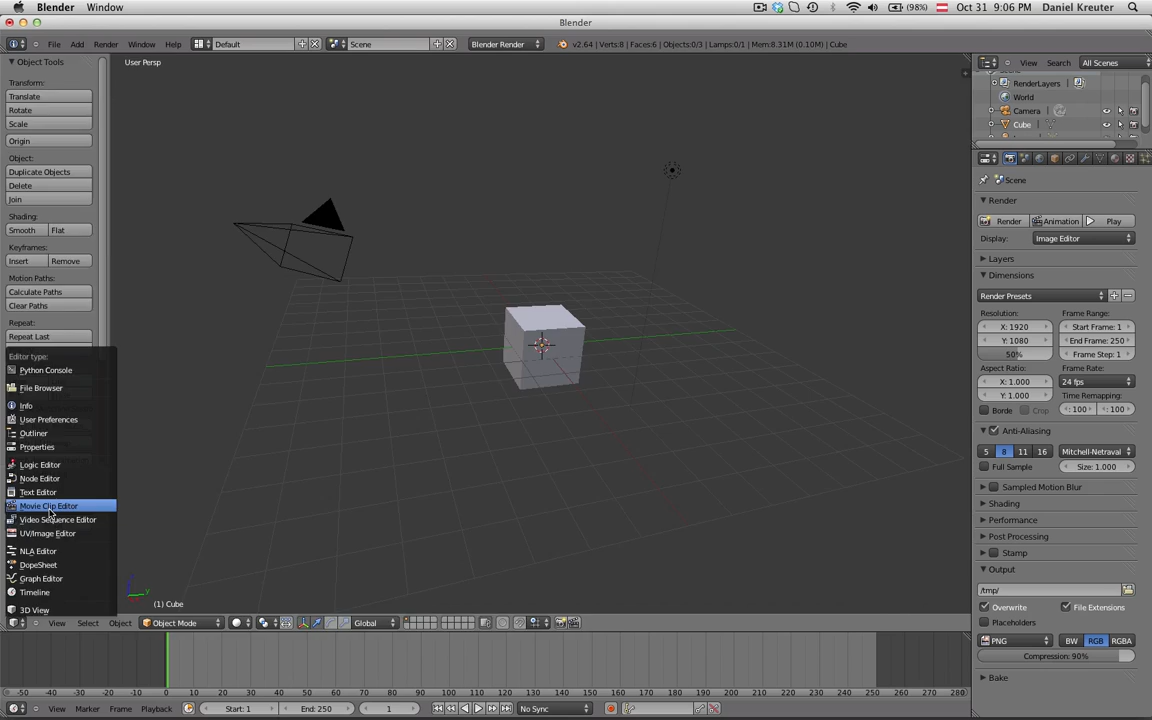 Blender Window (98%) Oct 31 9:06 PM Daniel Kreuter
Blender
File Add Render Window Help Default Scene Blender Render v2.64 | Verts:8 | Faces:6 | Objects:0/3 | Lamps:0/1 | Mem:8.31M (0.10M) | Cube
View Search All Scenes
Object Tools
Transform:
Translate
Rotate
Scale
Origin
Object:
Duplicate Objects
Delete
Join
Shading:
Smooth Flat
Keyframes:
Insert Remove
Motion Paths:
Calculate Paths
Clear Paths
Repeat:
Repeat Last
Editor type:
Python Console
File Browser
Info
User Preferences
Outliner
Properties
Logic Editor
Node Editor
Text Editor
Movie Clip Editor
Video Sequence Editor
UV/Image Editor
NLA Editor
DopeSheet
Graph Editor
Timeline
3D View
User Persp
(1) Cube
View Select Object Object Mode Global
RenderLayers
World
Camera
Cube
Scene
Render
Render Animation Play
Display: Image Editor
Layers
Dimensions
Render Presets
Resolution: Frame Range:
X: 1920 Start Frame: 1
Y: 1080 End Frame: 250
50% Frame Step: 1
Aspect Ratio: Frame Rate:
X: 1.000 24 fps
Y: 1.000 Time Remapping:
Borde Crop : 100 : 100
Anti-Aliasing
5 8 11 16 Mitchell-Netraval
Full Sample Size: 1.000
Sampled Motion Blur
Shading
Performance
Post Processing
Stamp
Output
/tmp/
Overwrite File Extensions
Placeholders
PNG BW RGB RGBA
Compression: 90%
Bake
-50 -40 -30 -20 -10 0 10 20 30 40 50 60 70 80 90 100 110 120 130 140 150 160 170 180 190 200 210 220 230 240 250 260 270 280
View Marker Frame Playback Start: 1 End: 250 1 No Sync